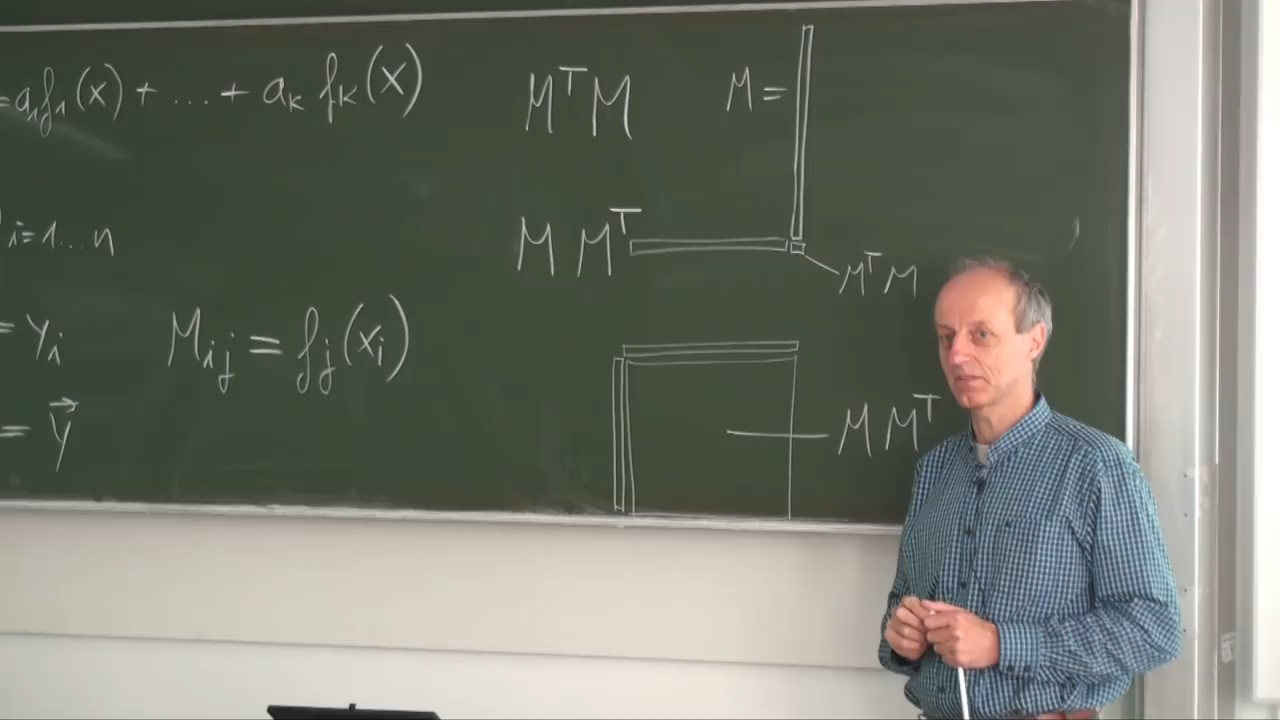 = a₁f₁(x) + ... + aₖ fₖ(x)
i=1...n
= yᵢ
= y⃗
Mᵢⱼ = fⱼ(xᵢ)
MᵀM
M =
M Mᵀ
MᵀM
M Mᵀ